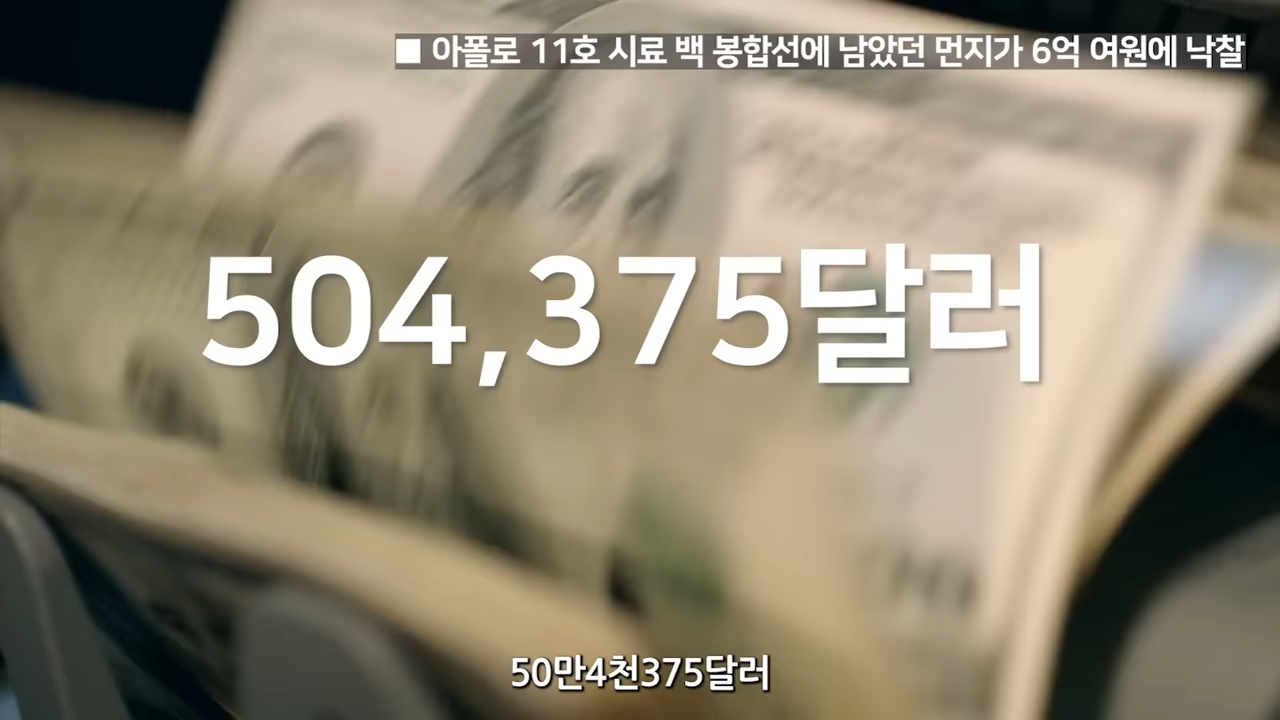 ■ 아폴로 11호 시료 백 봉합선에 남았던 먼지가 6억 여원에 낙찰
504,375달러
50만4천375달러